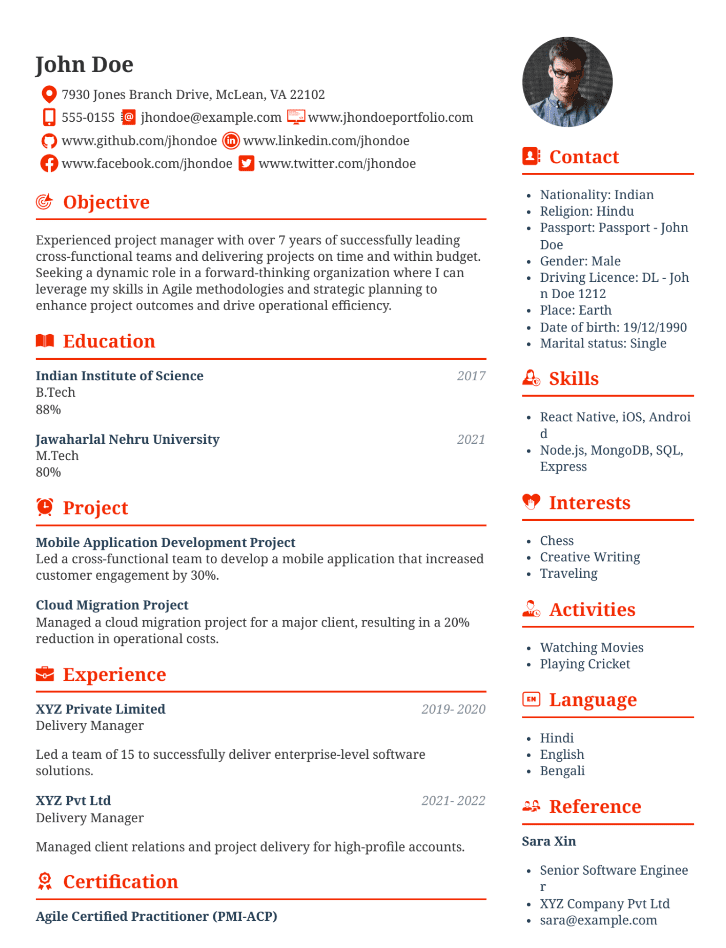 John Doe
7930 Jones Branch Drive, McLean, VA 22102
555-0155 jhondoe@example.com www.jhondoeportfolio.com
www.github.com/jhondoe www.linkedin.com/jhondoe
www.facebook.com/jhondoe www.twitter.com/jhondoe
Objective
Experienced project manager with over 7 years of successfully leading
cross-functional teams and delivering projects on time and within budget.
Seeking a dynamic role in a forward-thinking organization where I can
leverage my skills in Agile methodologies and strategic planning to
enhance project outcomes and drive operational efficiency.
Education
Indian Institute of Science 2017
B.Tech
88%
Jawaharlal Nehru University 2021
M.Tech
80%
Project
Mobile Application Development Project
Led a cross-functional team to develop a mobile application that increased
customer engagement by 30%.
Cloud Migration Project
Managed a cloud migration project for a major client, resulting in a 20%
reduction in operational costs.
Experience
XYZ Private Limited 2019- 2020
Delivery Manager
Led a team of 15 to successfully deliver enterprise-level software
solutions.
XYZ Pvt Ltd 2021- 2022
Delivery Manager
Managed client relations and project delivery for high-profile accounts.
Certification
Agile Certified Practitioner (PMI-ACP)
Contact
• Nationality: Indian
• Religion: Hindu
• Passport: Passport - John
Doe
• Gender: Male
• Driving Licence: DL - Joh
n Doe 1212
• Place: Earth
• Date of birth: 19/12/1990
• Marital status: Single
Skills
• React Native, iOS, Androi
d
• Node.js, MongoDB, SQL,
Express
Interests
• Chess
• Creative Writing
• Traveling
Activities
• Watching Movies
• Playing Cricket
EN Language
• Hindi
• English
• Bengali
Reference
Sara Xin
• Senior Software Enginee
r
• XYZ Company Pvt Ltd
• sara@example.com